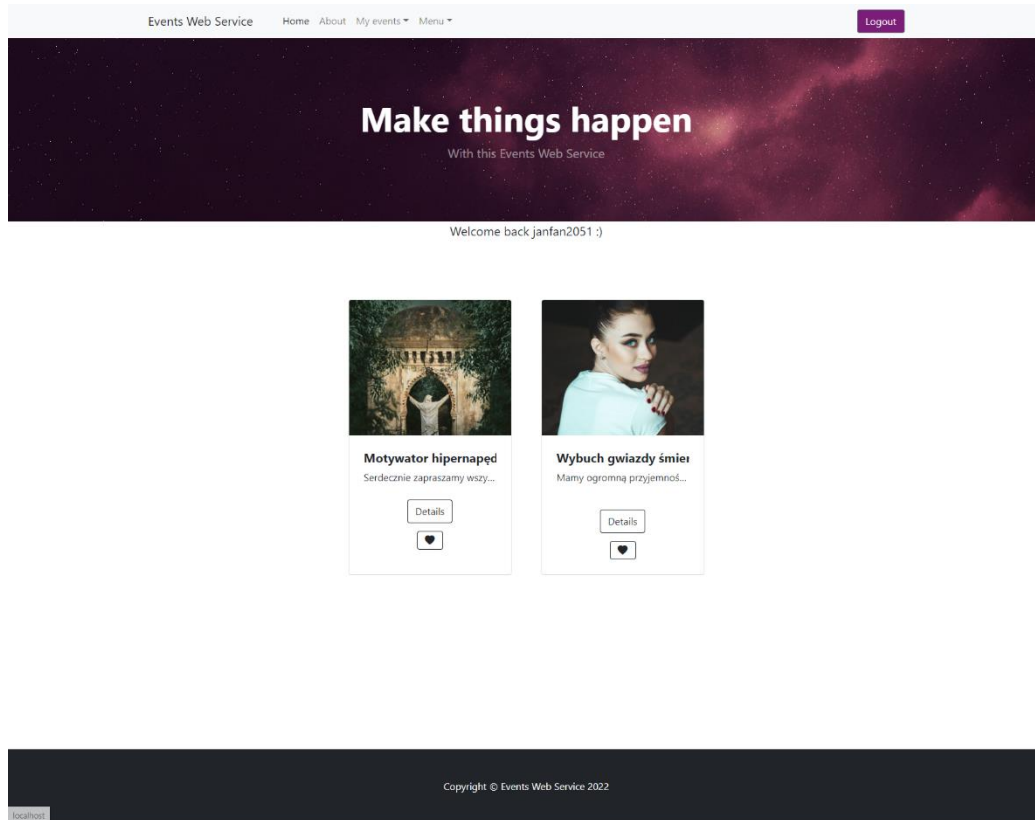 Events Web Service Home About My events Menu Logout
Make things happen
With this Events Web Service
Welcome back janfan2051 :)
Motywator hipernapęd
Serdecznie zapraszamy wszy...
Details
Wybuch gwiazdy śmier
Mamy ogromną przyjemnoś...
Details
Copyright © Events Web Service 2022
localhost